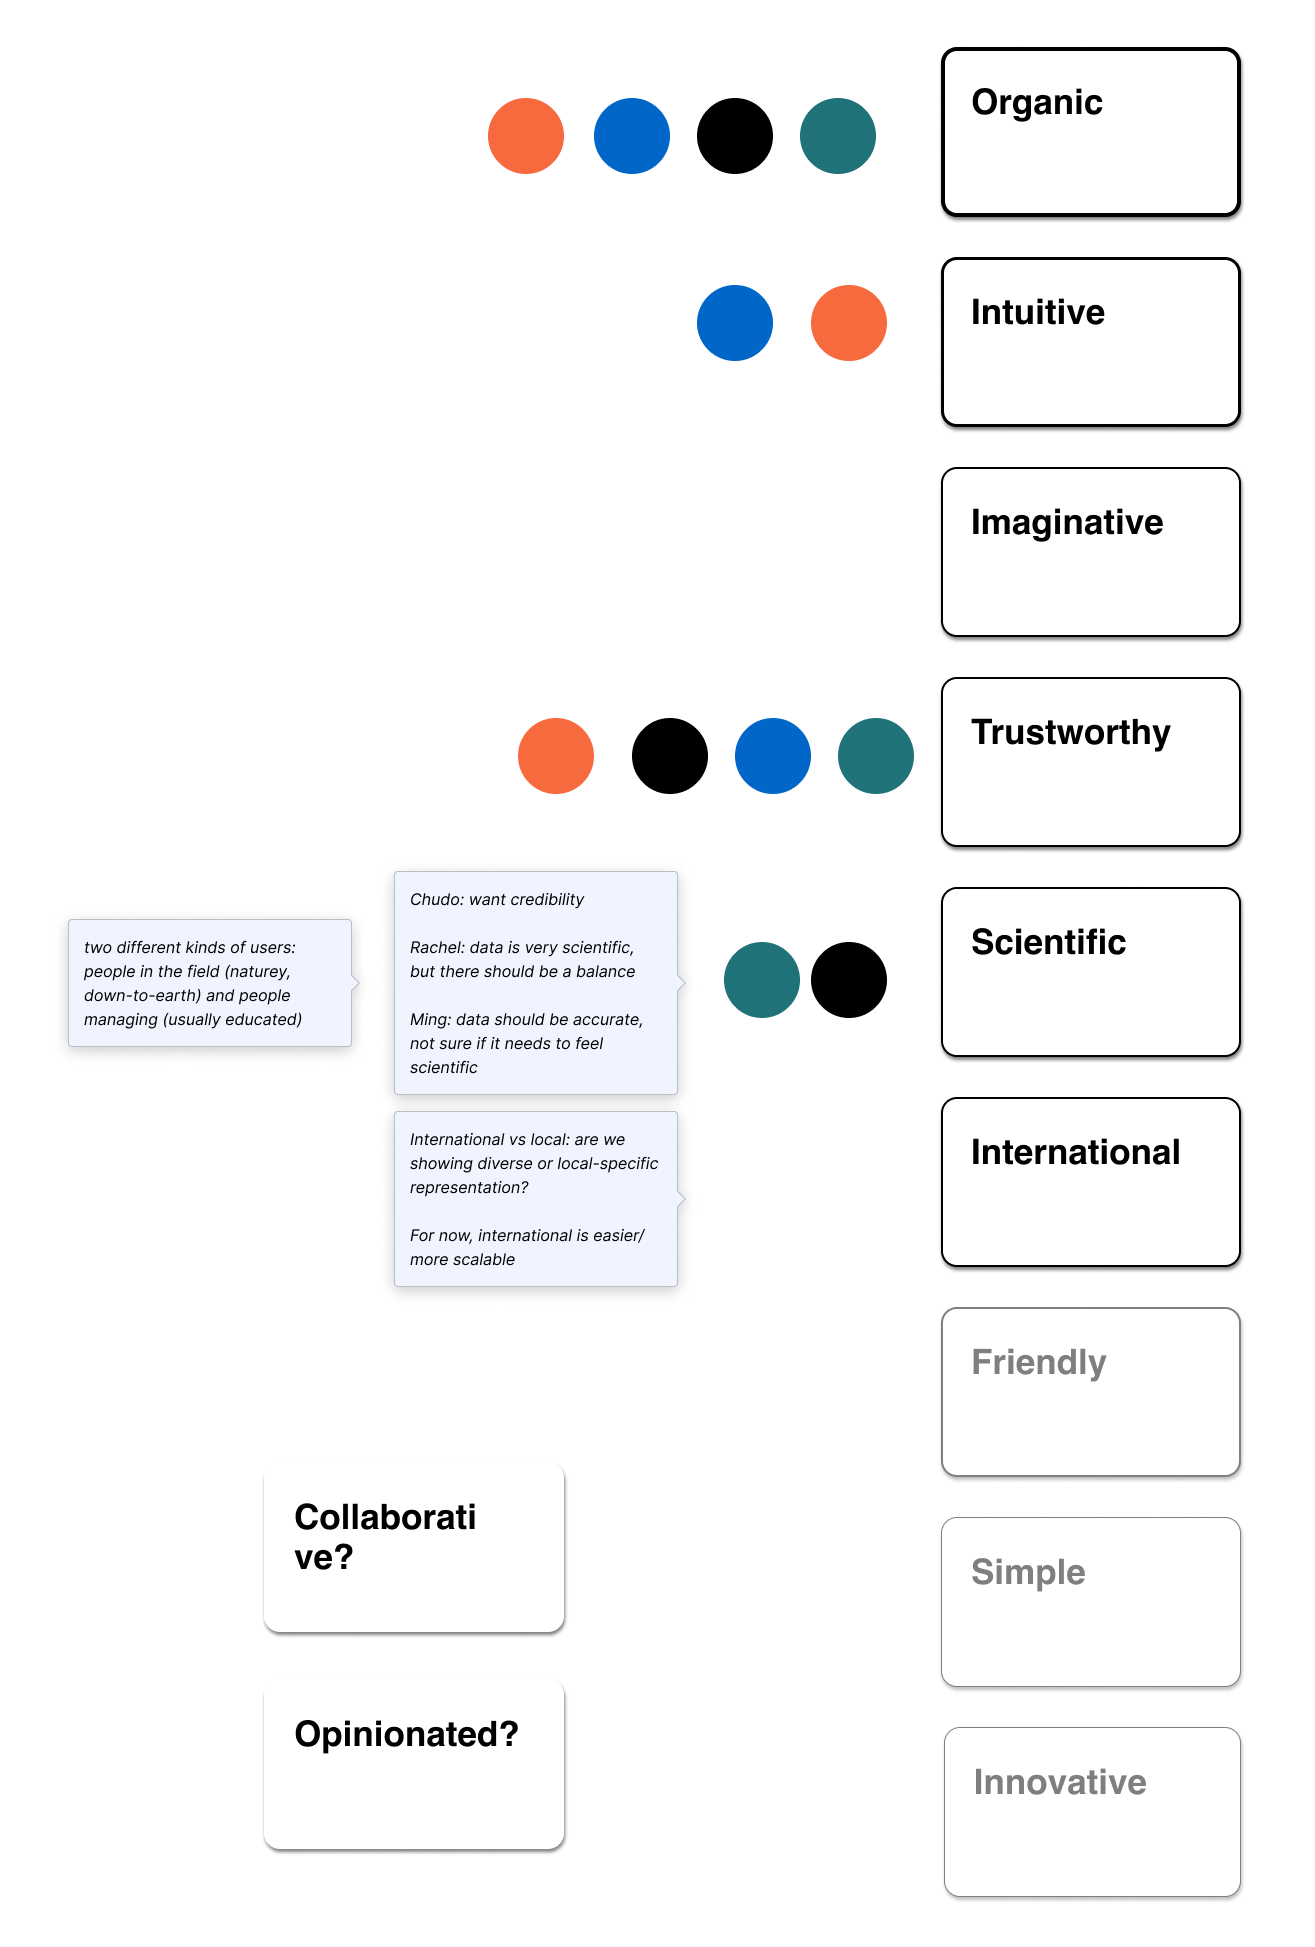 Organic
Intuitive
Imaginative
Trustworthy
two different kinds of users:
people in the field (naturey,
down-to-earth) and people
managing (usually educated)
Chudo: want credibility
Rachel: data is very scientific,
but there should be a balance
Ming: data should be accurate,
not sure if it needs to feel
scientific
Scientific
International vs local: are we
showing diverse or local-specific
representation?
For now, international is easier/
more scalable
International
Friendly
Collaborati
ve?
Simple
Opinionated?
Innovative